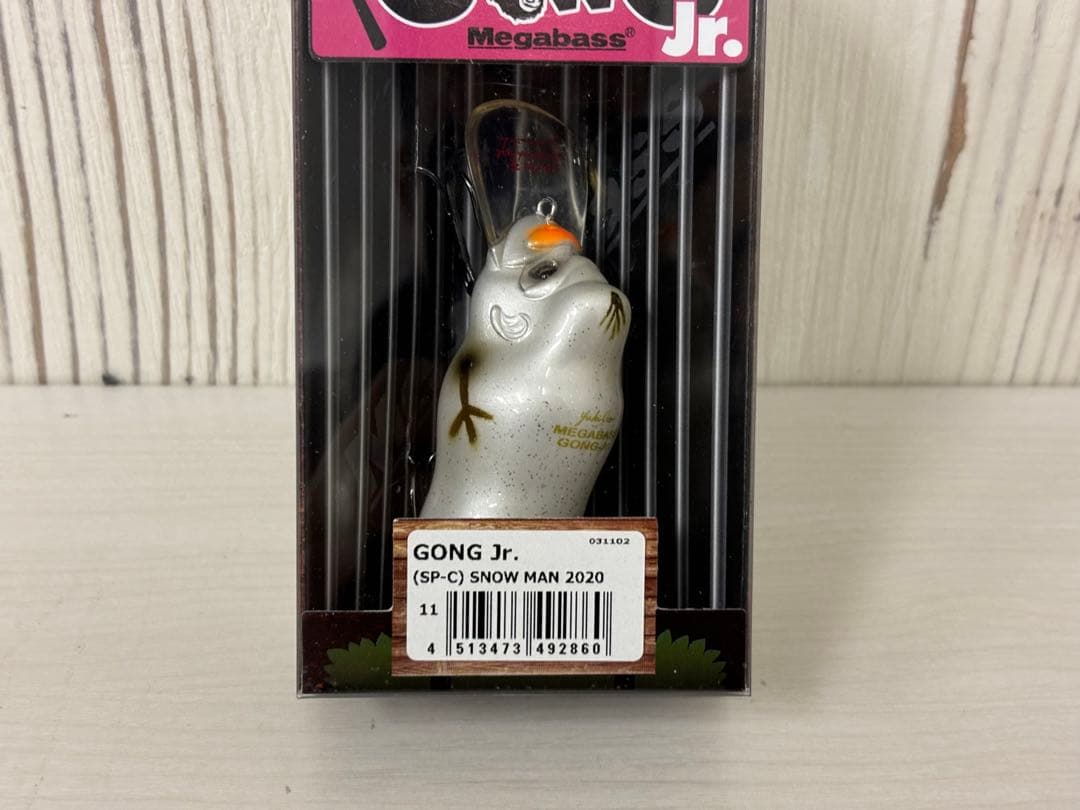 Megabass®
Jr.
MEGABASS
GONG-Jr
GONG Jr.
031102
(SP-C) SNOW MAN 2020
11
4 513473 492860